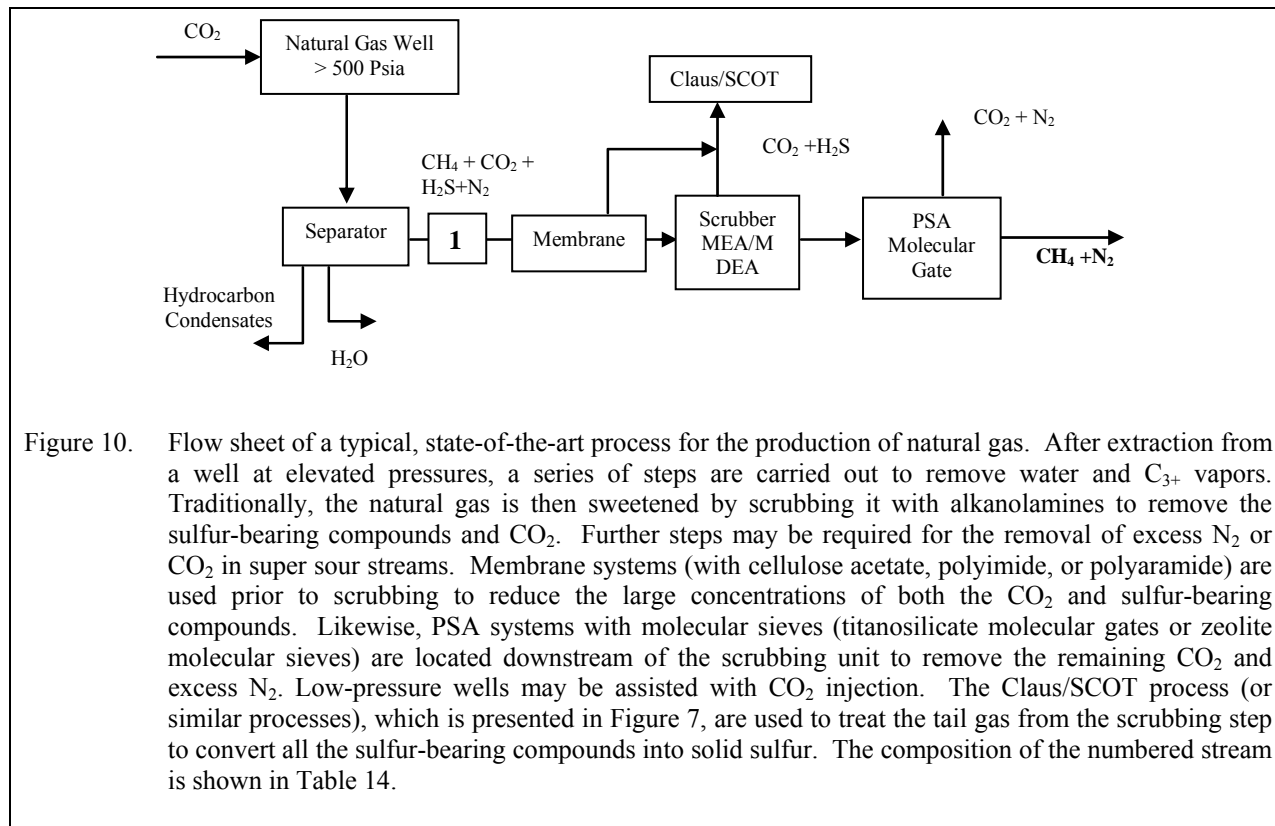 CO₂
Natural Gas Well
> 500 Psia
Claus/SCOT
CO₂ + N₂
CH₄ + CO₂ +
H₂S+N₂
CO₂ +H₂S
Separator
1
Membrane
Scrubber
MEA/M
DEA
PSA
Molecular
Gate
CH₄ +N₂
Hydrocarbon
Condensates
H₂O
Figure 10. Flow sheet of a typical, state-of-the-art process for the production of natural gas. After extraction from
a well at elevated pressures, a series of steps are carried out to remove water and C₃₊ vapors.
Traditionally, the natural gas is then sweetened by scrubbing it with alkanolamines to remove the
sulfur-bearing compounds and CO₂. Further steps may be required for the removal of excess N₂ or
CO₂ in super sour streams. Membrane systems (with cellulose acetate, polyimide, or polyaramide) are
used prior to scrubbing to reduce the large concentrations of both the CO₂ and sulfur-bearing
compounds. Likewise, PSA systems with molecular sieves (titanosilicate molecular gates or zeolite
molecular sieves) are located downstream of the scrubbing unit to remove the remaining CO₂ and
excess N₂. Low-pressure wells may be assisted with CO₂ injection. The Claus/SCOT process (or
similar processes), which is presented in Figure 7, are used to treat the tail gas from the scrubbing step
to convert all the sulfur-bearing compounds into solid sulfur. The composition of the numbered stream
is shown in Table 14.